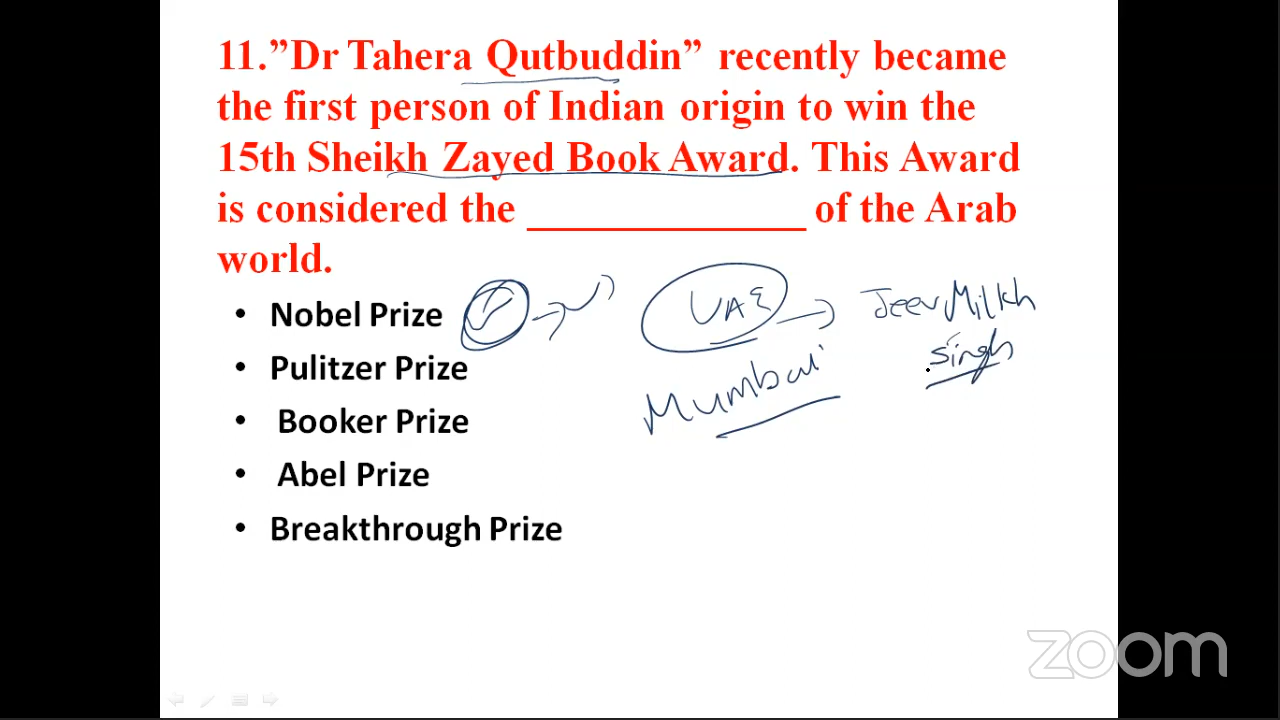 11.”Dr Tahera Qutbuddin” recently became
the first person of Indian origin to win the
15th Sheikh Zayed Book Award. This Award
is considered the ______________ of the Arab
world.
• Nobel Prize
• Pulitzer Prize
• Booker Prize
• Abel Prize
• Breakthrough Prize
UAE
Jeev Milkh
Singh
Mumbai
zoom